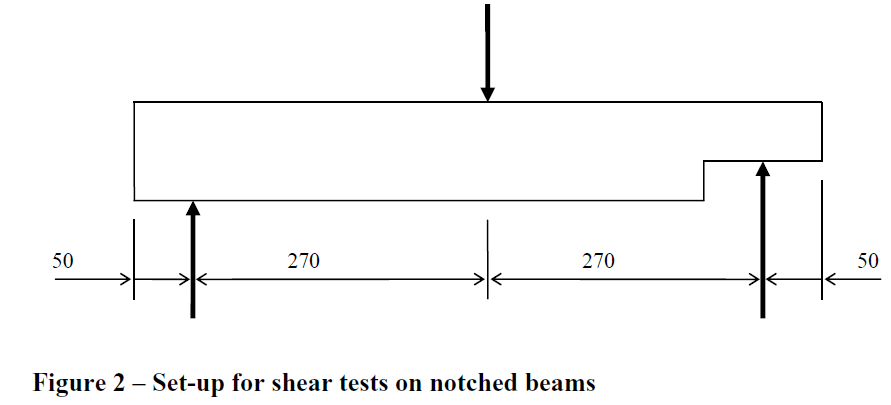 50 270 270 50
Figure 2 – Set-up for shear tests on notched beams